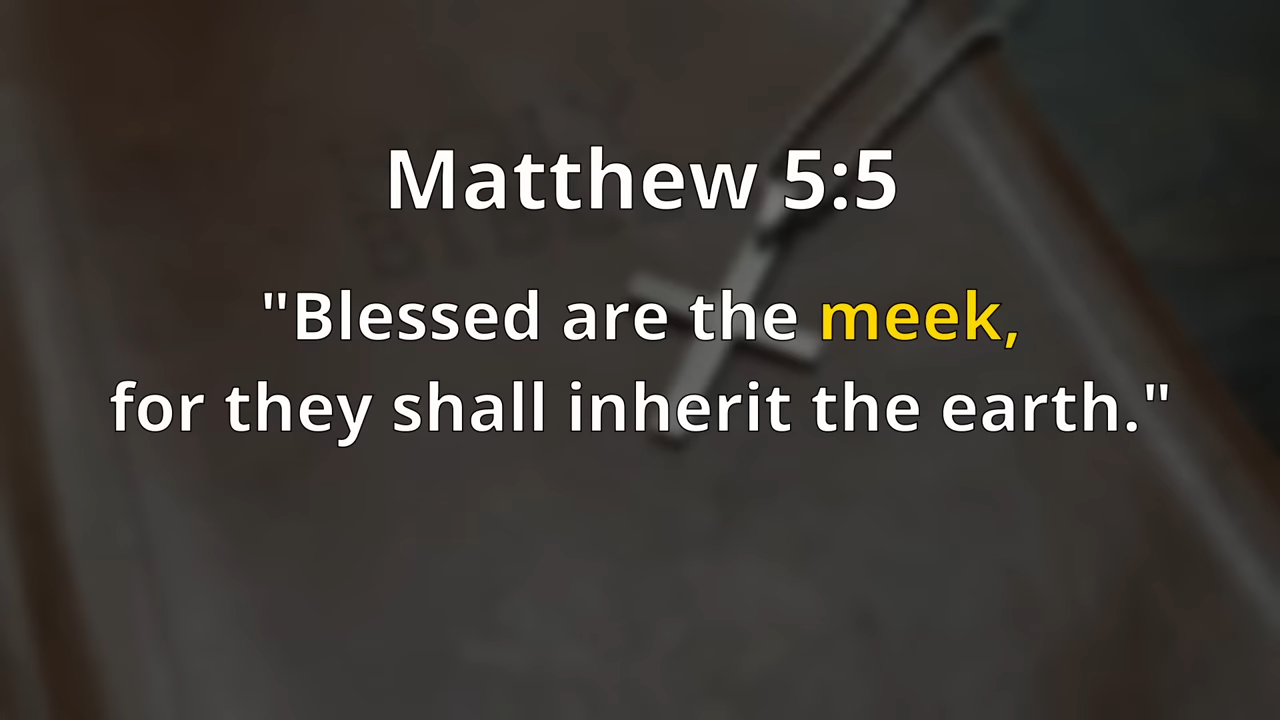 Matthew 5:5
"Blessed are the meek,
for they shall inherit the earth."